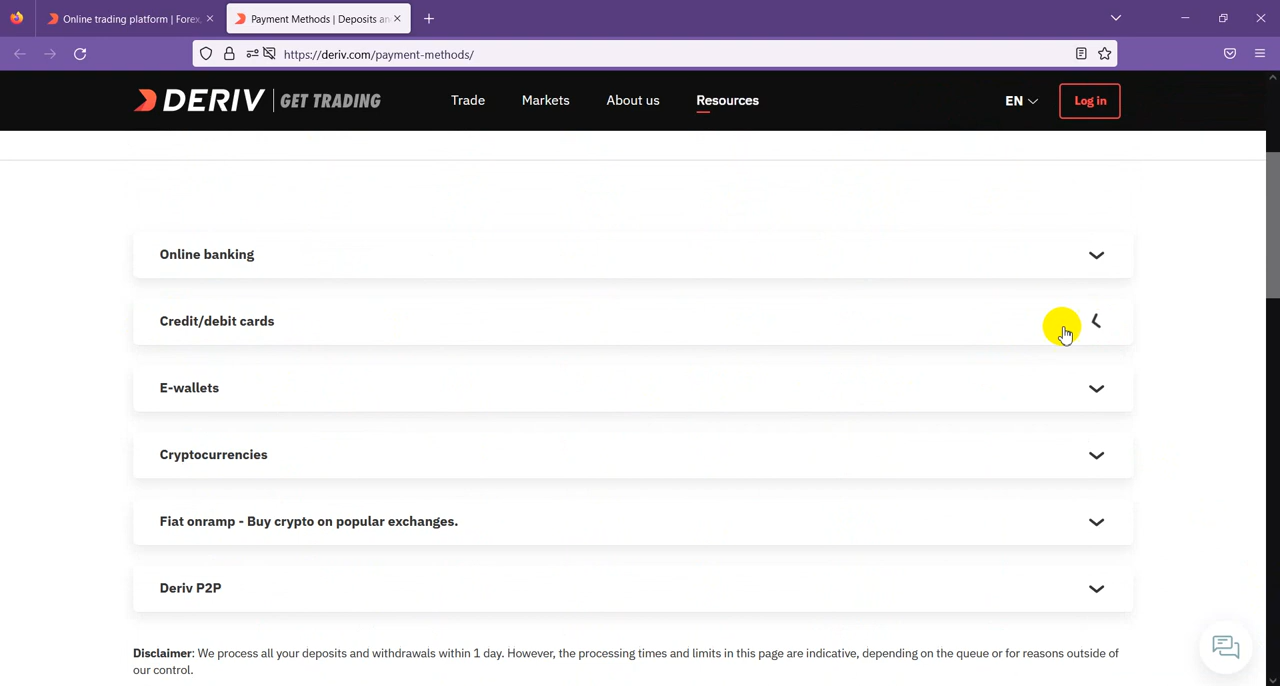 Online trading platform | Forex,
Payment Methods | Deposits an
https://deriv.com/payment-methods/
DERIV | GET TRADING
Trade
Markets
About us
Resources
EN
Log in
Online banking
Credit/debit cards
E-wallets
Cryptocurrencies
Fiat onramp - Buy crypto on popular exchanges.
Deriv P2P
Disclaimer: We process all your deposits and withdrawals within 1 day. However, the processing times and limits in this page are indicative, depending on the queue or for reasons outside of
our control.